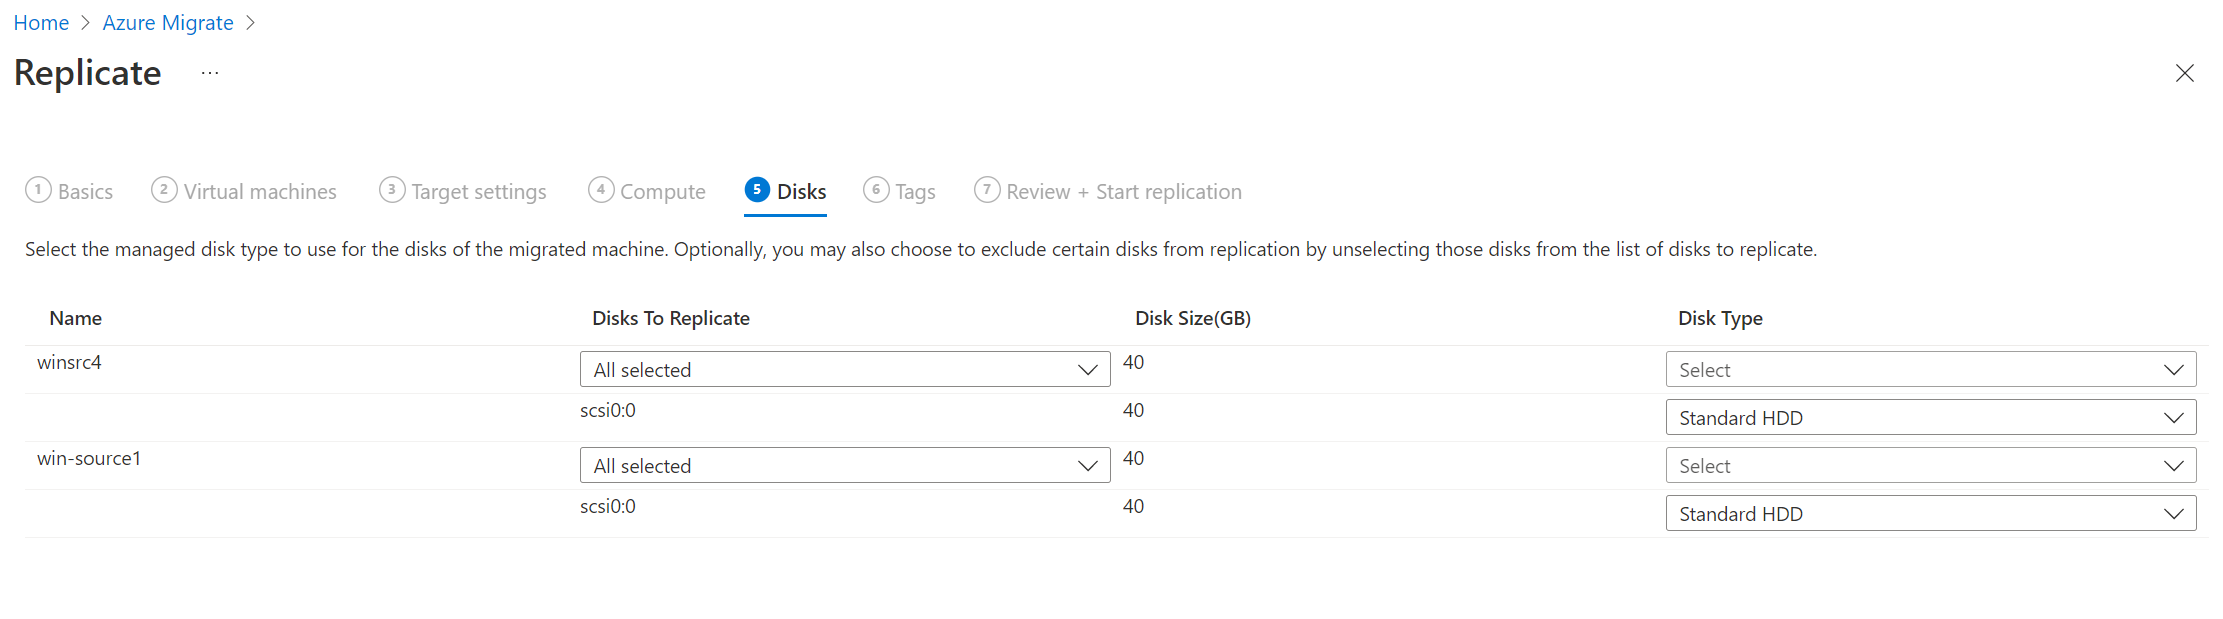 Home > Azure Migrate >
Replicate ...
1 Basics 2 Virtual machines 3 Target settings 4 Compute 5 Disks 6 Tags 7 Review + Start replication
Select the managed disk type to use for the disks of the migrated machine. Optionally, you may also choose to exclude certain disks from replication by unselecting those disks from the list of disks to replicate.
Name Disks To Replicate Disk Size(GB) Disk Type
winsrc4 All selected 40 Select
scsi0:0 40 Standard HDD
win-source1 All selected 40 Select
scsi0:0 40 Standard HDD